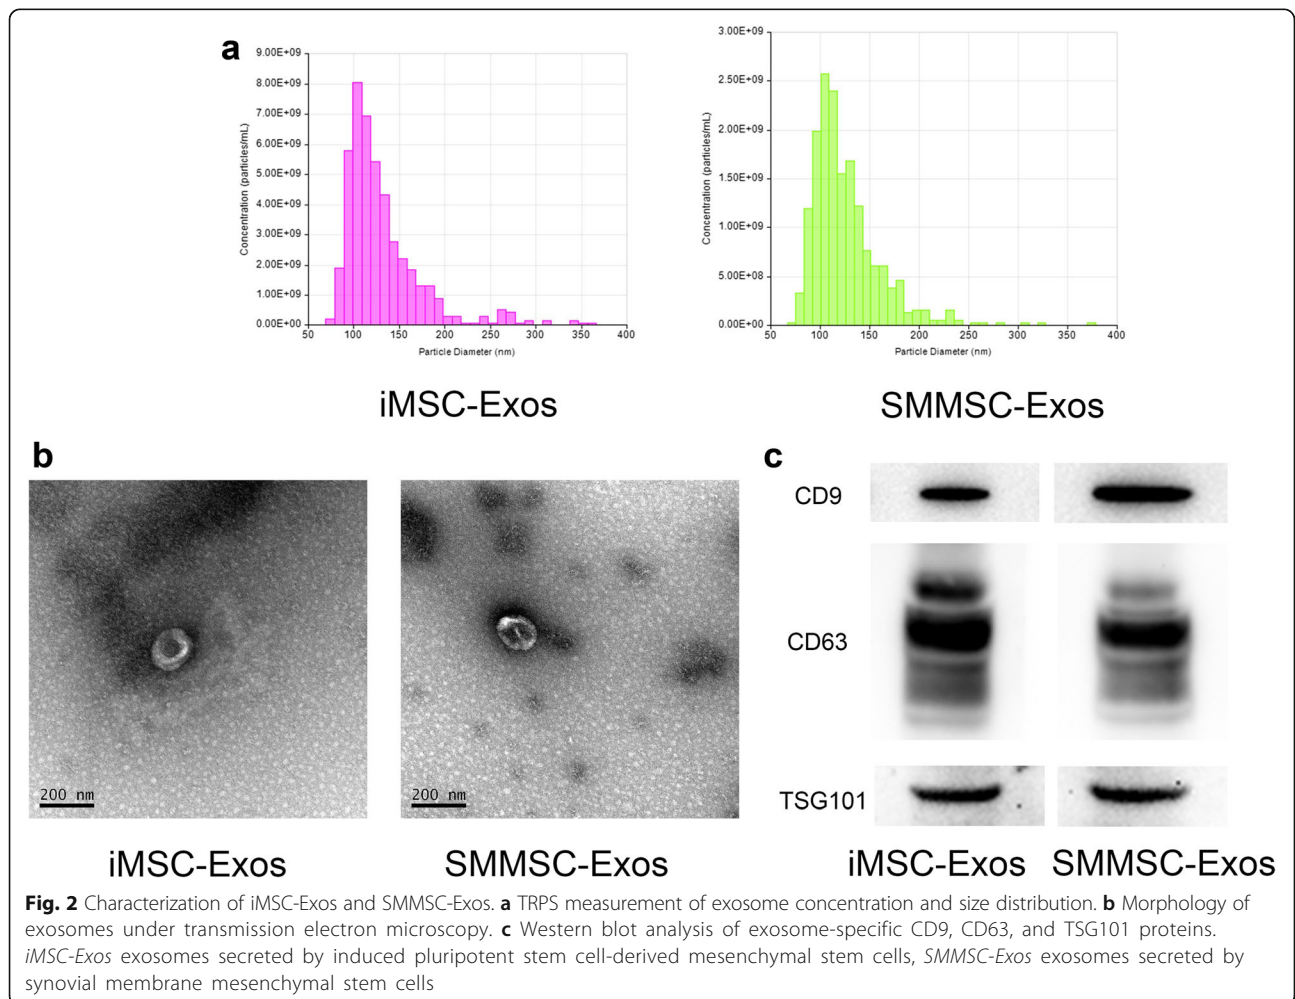 a
9.00E+09
8.00E+09
7.00E+09
6.00E+09
5.00E+09
4.00E+09
3.00E+09
2.00E+09
1.00E+09
0.00E+00
Concentration (particles/mL)
50 100 150 200 250 300 350 400
Particle Diameter (nm)
iMSC-Exos
3.00E+09
2.50E+09
2.00E+09
1.50E+09
1.00E+09
5.00E+08
0.00E+00
Concentration (particles/mL)
50 100 150 200 250 300 350 400
Particle Diameter (nm)
SMMSC-Exos
b
200 nm
200 nm
iMSC-Exos SMMSC-Exos
c
CD9
CD63
TSG101
iMSC-Exos SMMSC-Exos
Fig. 2 Characterization of iMSC-Exos and SMMSC-Exos. a TRPS measurement of exosome concentration and size distribution. b Morphology of
exosomes under transmission electron microscopy. c Western blot analysis of exosome-specific CD9, CD63, and TSG101 proteins.
iMSC-Exos exosomes secreted by induced pluripotent stem cell-derived mesenchymal stem cells, SMMSC-Exos exosomes secreted by
synovial membrane mesenchymal stem cells